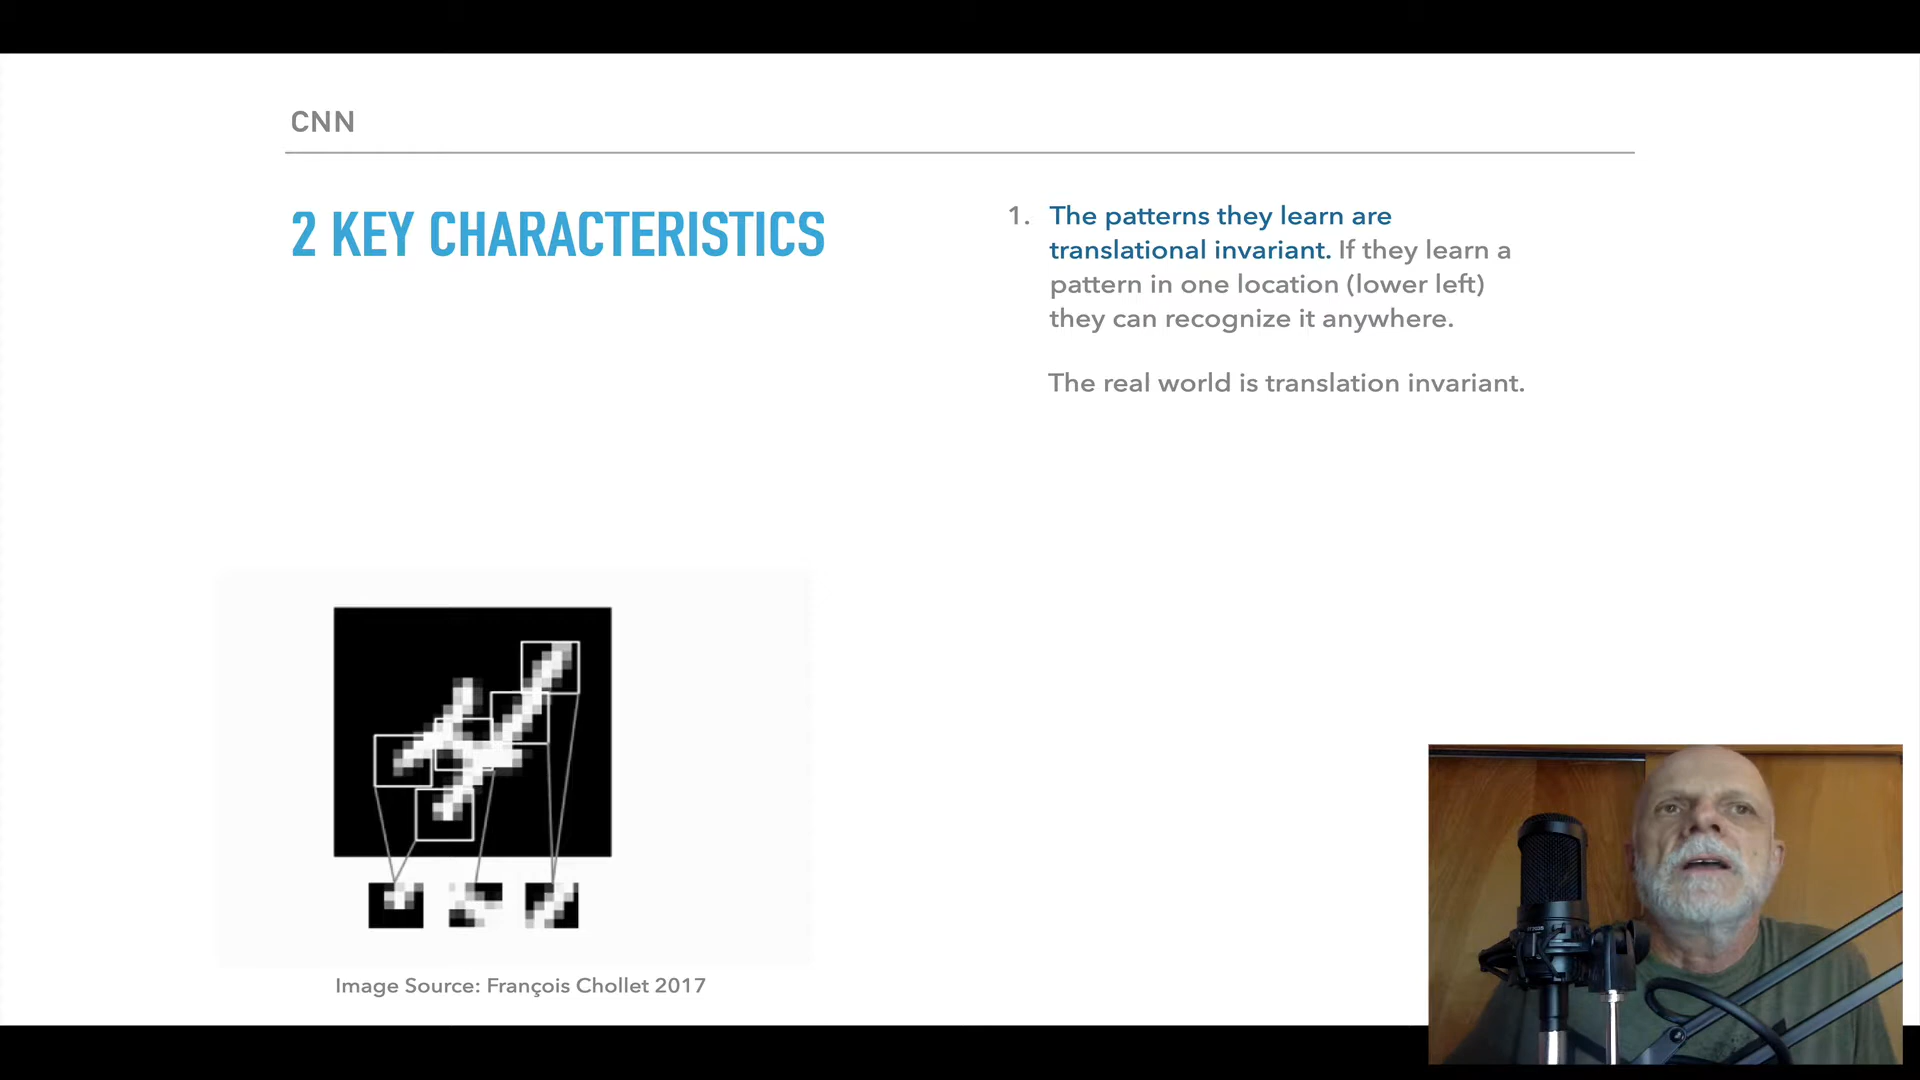 CNN
2 KEY CHARACTERISTICS
1. The patterns they learn are
translational invariant. If they learn a
pattern in one location (lower left)
they can recognize it anywhere.
The real world is translation invariant.
Image Source: François Chollet 2017